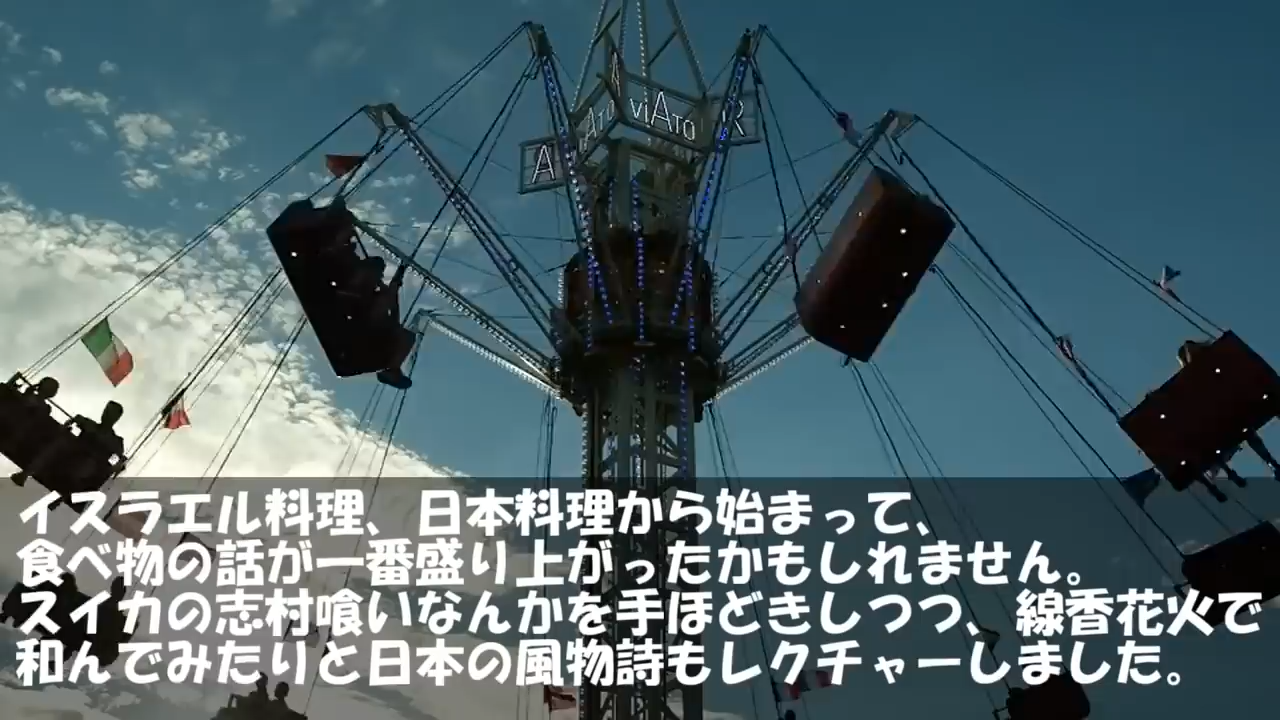 A
ATO
viATO
R
イスラエル料理、日本料理から始まって、
食べ物の話が一番盛り上がったかもしれません。
スイカの志村喰いなんかを手ほどきしつつ、線香花火で
和んでみたりと日本の風物詩もレクチャーしました。